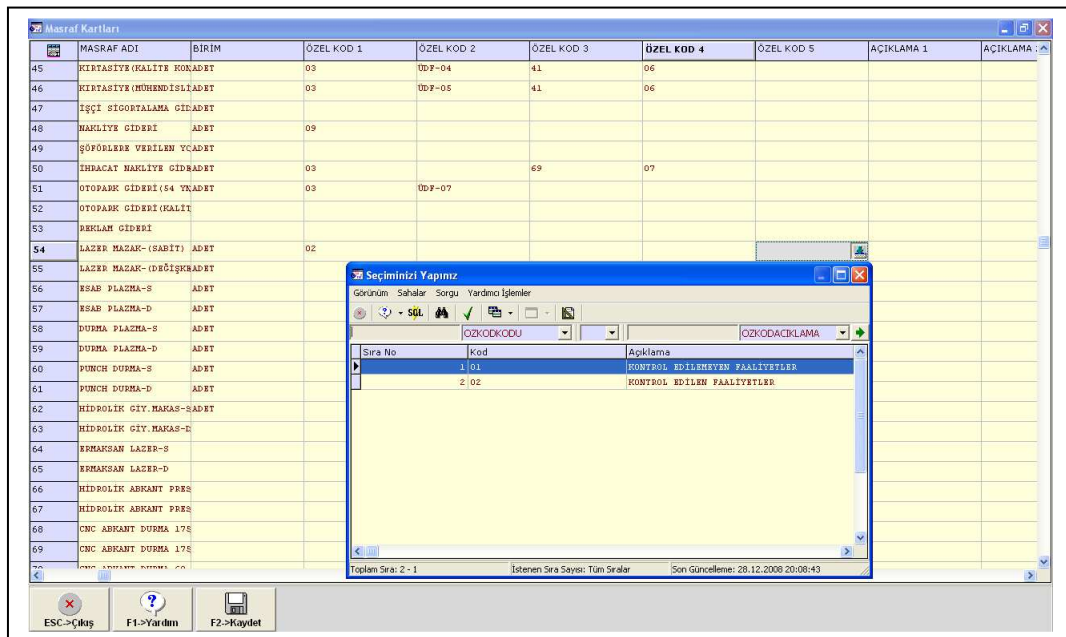 Masraf Kartları
MASRAF ADI BİRİM ÖZEL KOD 1 ÖZEL KOD 2 ÖZEL KOD 3 ÖZEL KOD 4 ÖZEL KOD 5 AÇIKLAMA 1 AÇIKLAMA
45 KIRTASİYE(KALİTE KON ADET 03 ÜDF-04 41 06
46 KIRTASİYE(MÜHENDİSLİ ADET 03 ÜDF-05 41 06
47 İŞÇİ SİGORTALAMA GİD ADET
48 NAKLİYE GİDERİ ADET 09
49 ŞÖFÖRLERE VERİLEN YO ADET
50 İHRACAT NAKLİYE GİDE ADET 03 69 07
51 OTOPARK GİDERİ(54 YN ADET 03 ÜDF-07
52 OTOPARK GİDERİ(KALİT
53 REKLAM GİDERİ
54 LAZER MAZAK-(SABİT) ADET 02
55 LAZER MAZAK-(DEĞİŞKE ADET
56 ESAB PLAZMA-S ADET
57 ESAB PLAZMA-D ADET
58 DURMA PLAZMA-S ADET
59 DURMA PLAZMA-D ADET
60 PUNCH DURMA-S ADET
61 PUNCH DURMA-D ADET
62 HİDROLİK GİY.MAKAS-S ADET
63 HİDROLİK GİY.MAKAS-D
64 ERMAKSAN LAZER-S
65 ERMAKSAN LAZER-D
66 HİDROLİK ABKANT PRES
67 HİDROLİK ABKANT PRES
68 CNC ABKANT DURMA 175
69 CNC ABKANT DURMA 175
70 CNC ABKANT DURMA 60
Seçiminizi Yapınız
Görünüm Sahalar Sorgu Yardımcı İşlemler
SQL
OZKODKODU OZKODACIKLAMA
Sıra No Kod Açıklama
1 01 KONTROL EDİLEMEYEN FAALİYETLER
2 02 KONTROL EDİLEN FAALİYETLER
Toplam Sıra: 2 - 1 İstenen Sıra Sayısı: Tüm Sıralar Son Güncelleme: 28.12.2008 20:08:43
ESC->Çıkış F1->Yardım F2->Kaydet